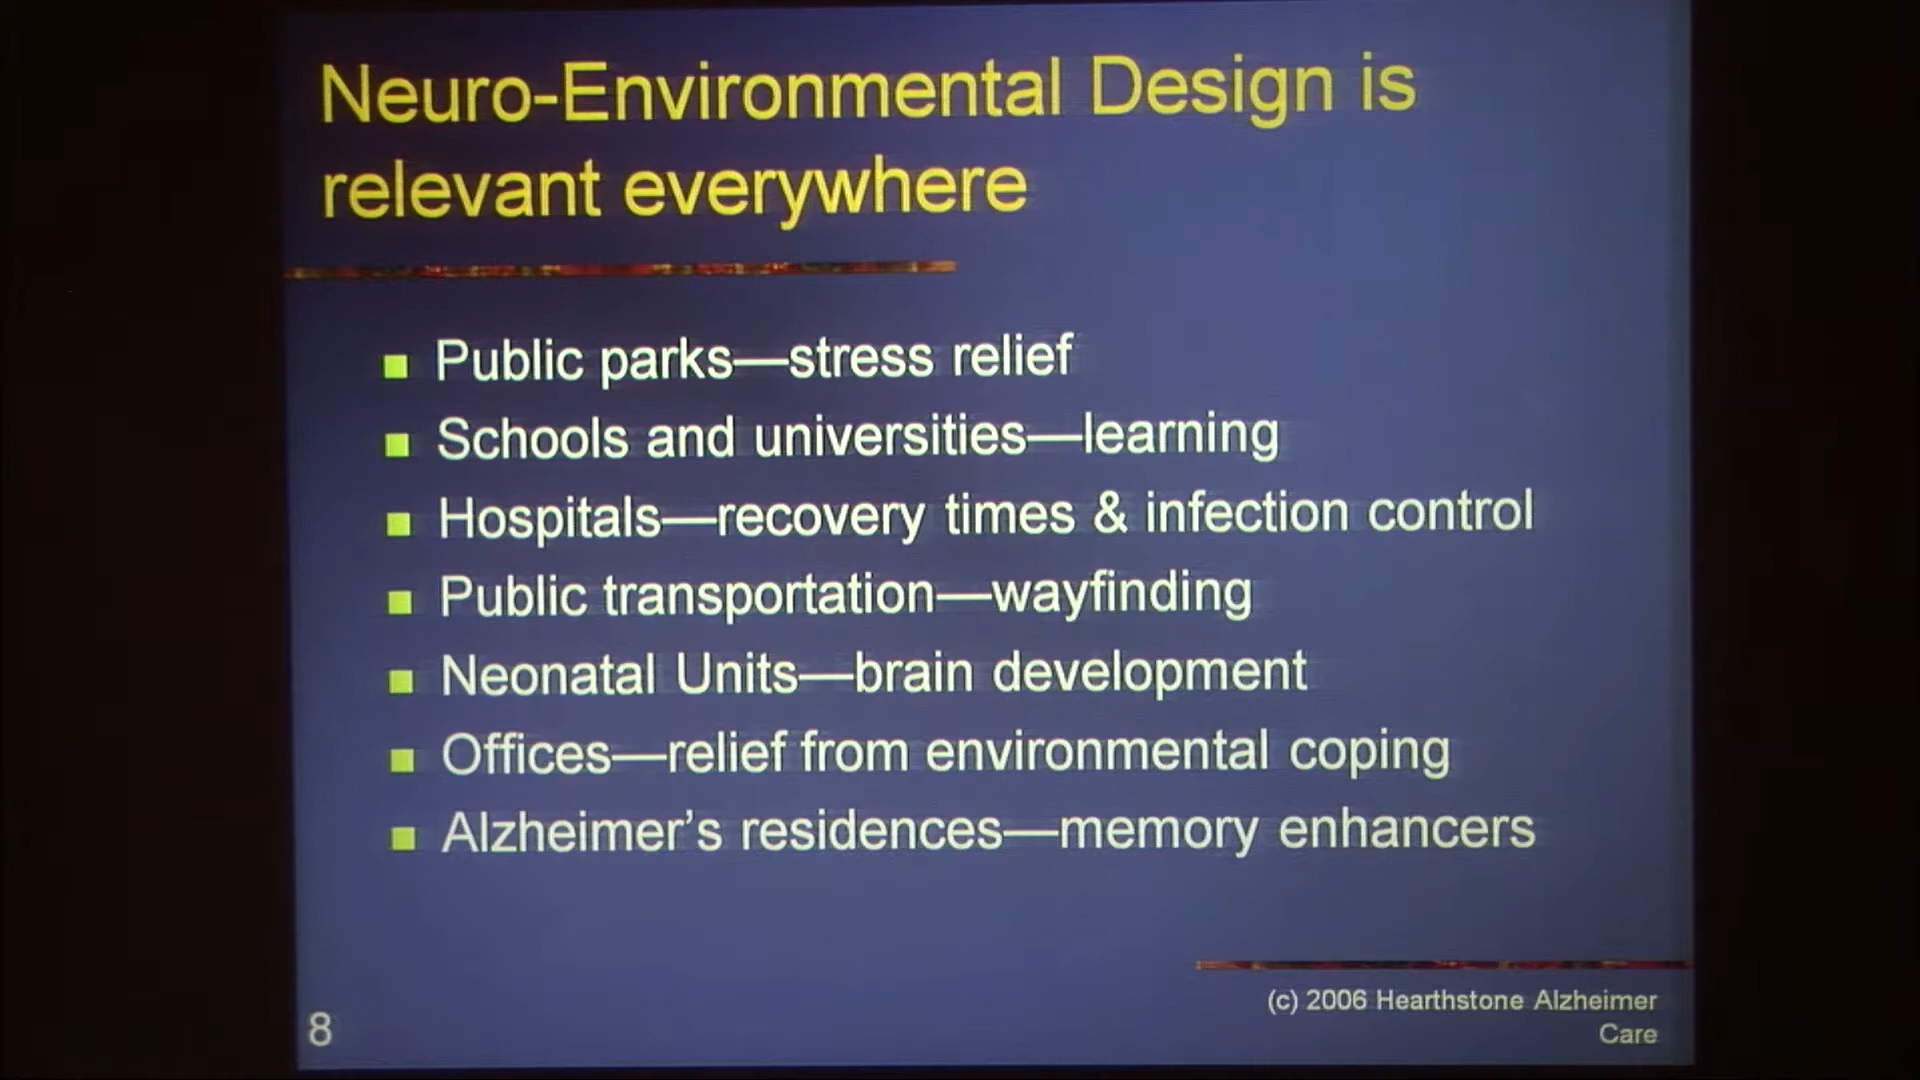 Neuro-Environmental Design is
relevant everywhere
Public parks—stress relief
Schools and universities—learning
Hospitals—recovery times & infection control
Public transportation—wayfinding
Neonatal Units—brain development
Offices—relief from environmental coping
Alzheimer’s residences—memory enhancers
8
(c) 2006 Hearthstone Alzheimer
Care